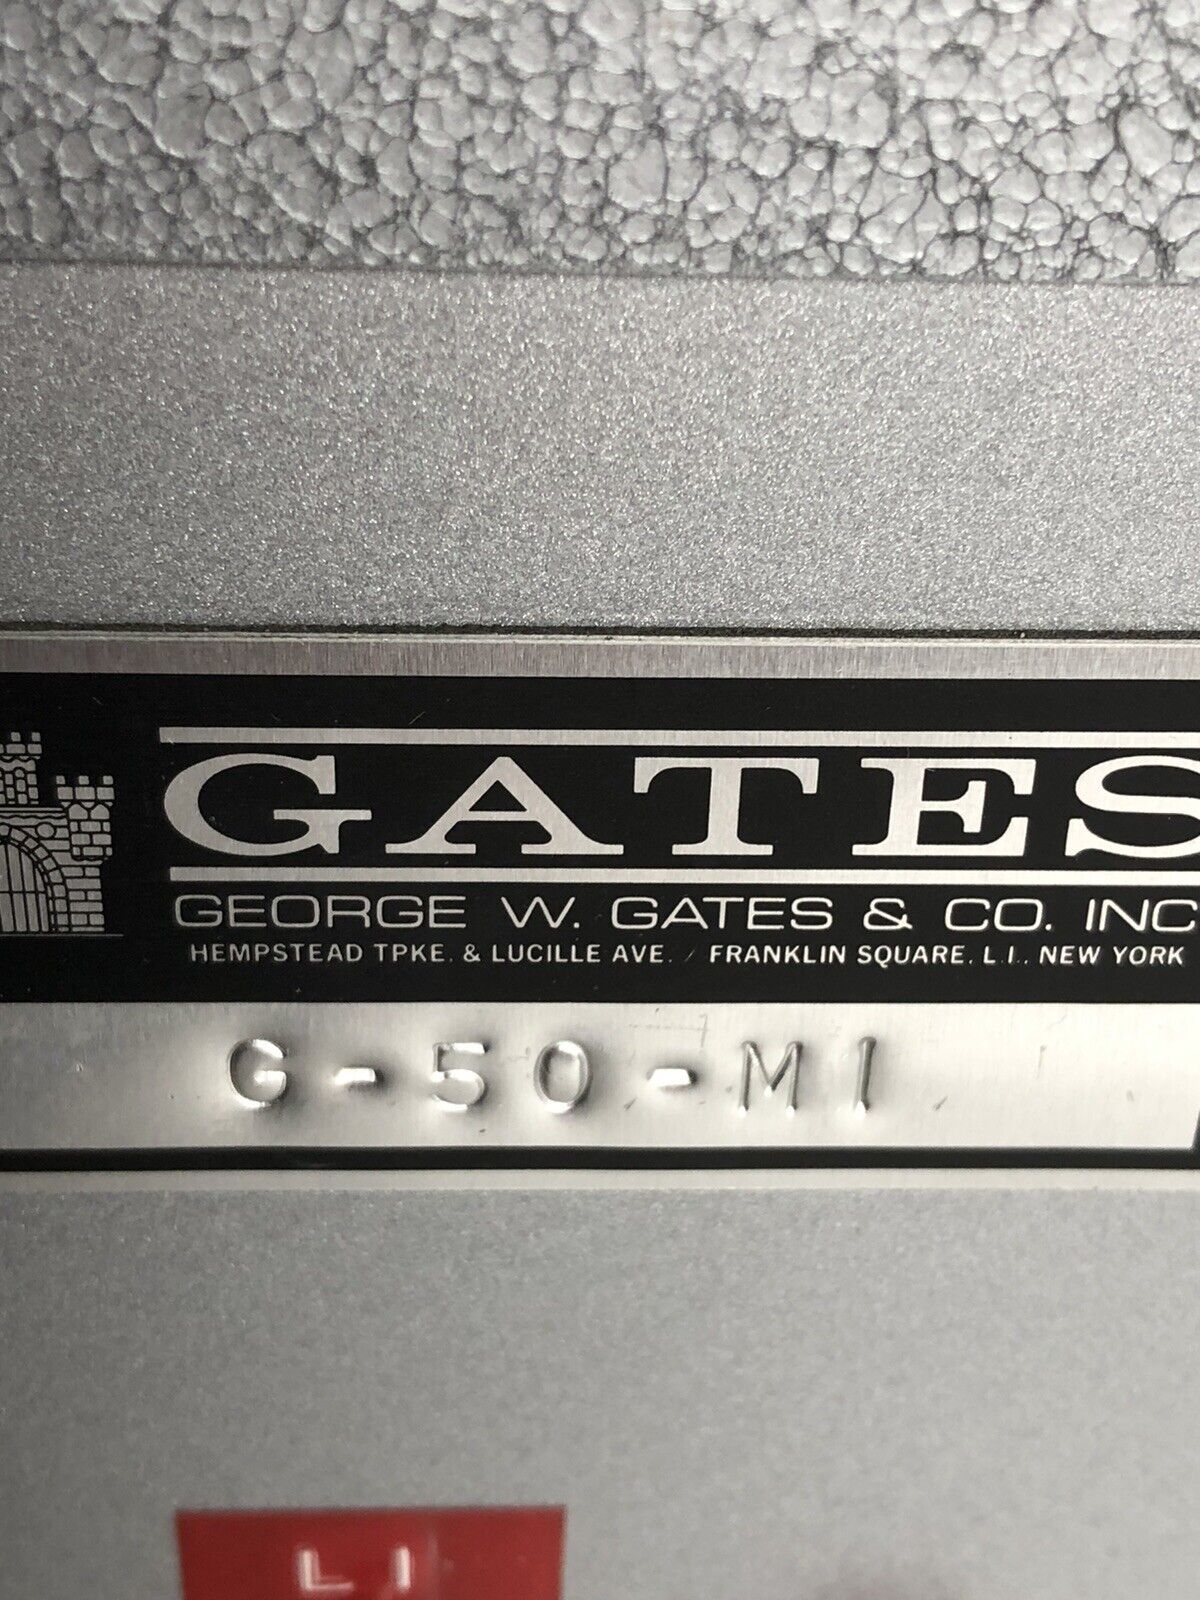 GATES
GEORGE W. GATES & CO. INC
HEMPSTEAD TPKE. & LUCILLE AVE. / FRANKLIN SQUARE, L.I., NEW YORK
G-50-MI
LI